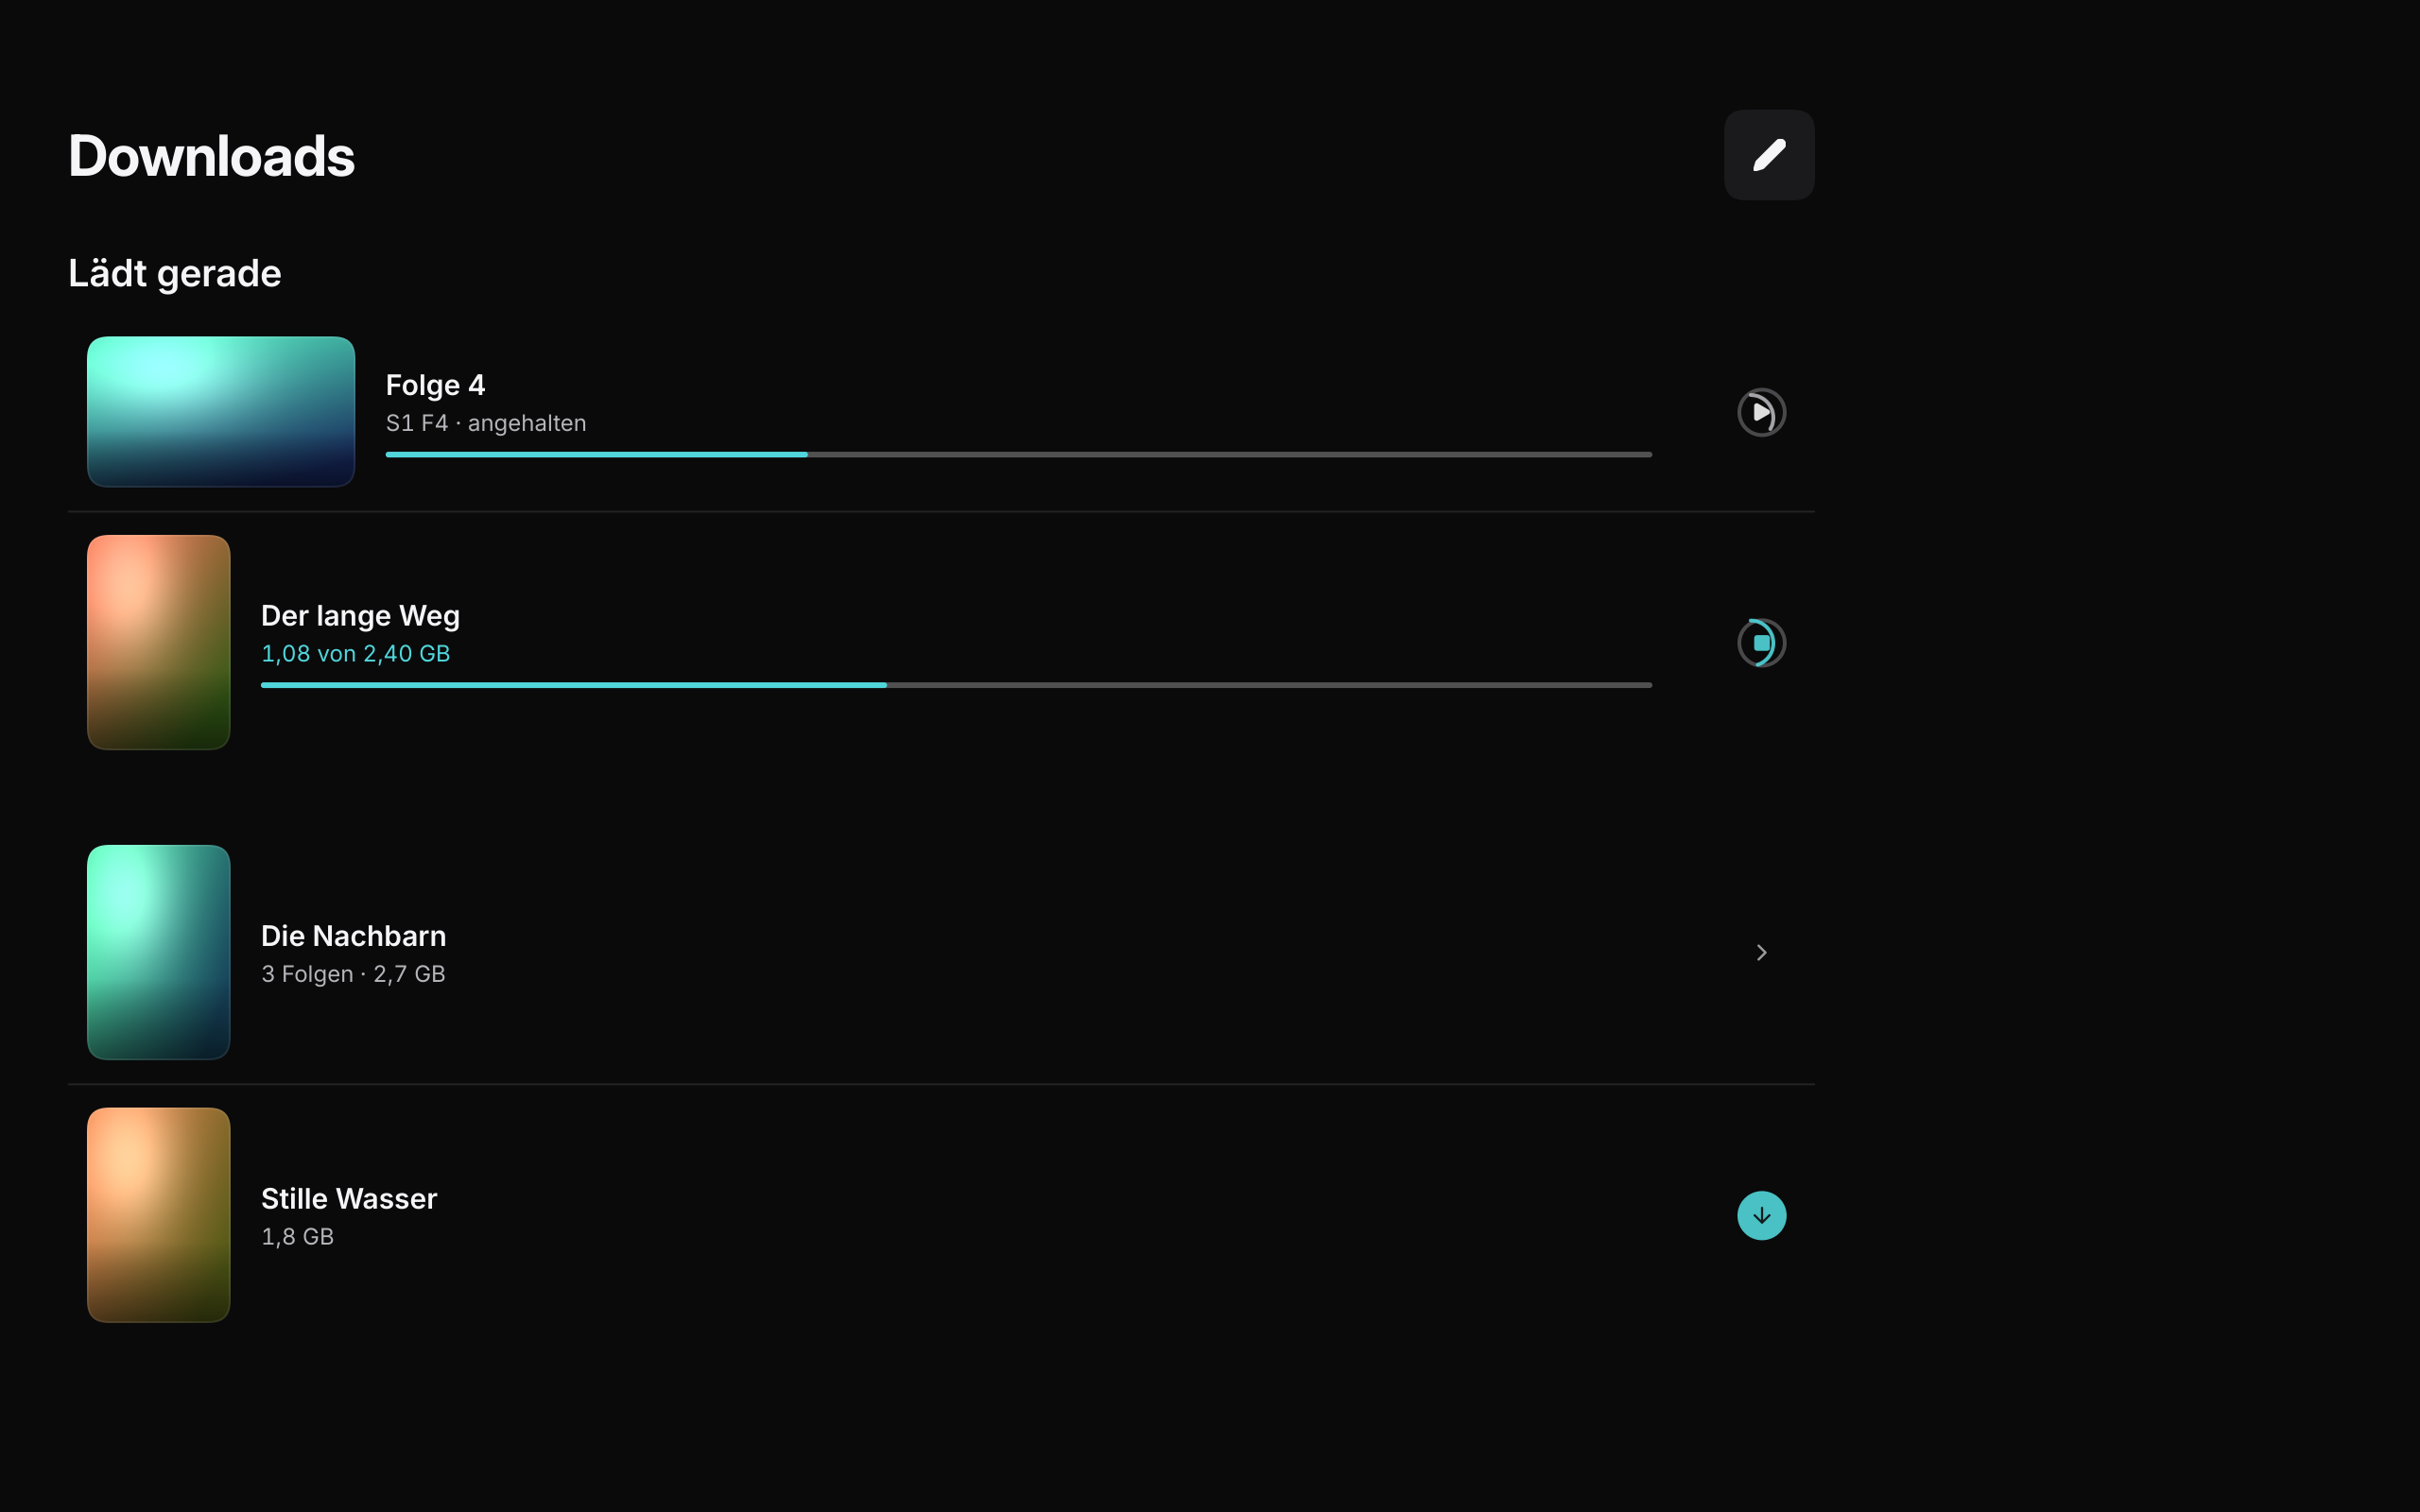 Downloads
Lädt gerade
Folge 4
S1 F4 · angehalten
Der lange Weg
1,08 von 2,40 GB
Die Nachbarn
3 Folgen · 2,7 GB
Stille Wasser
1,8 GB